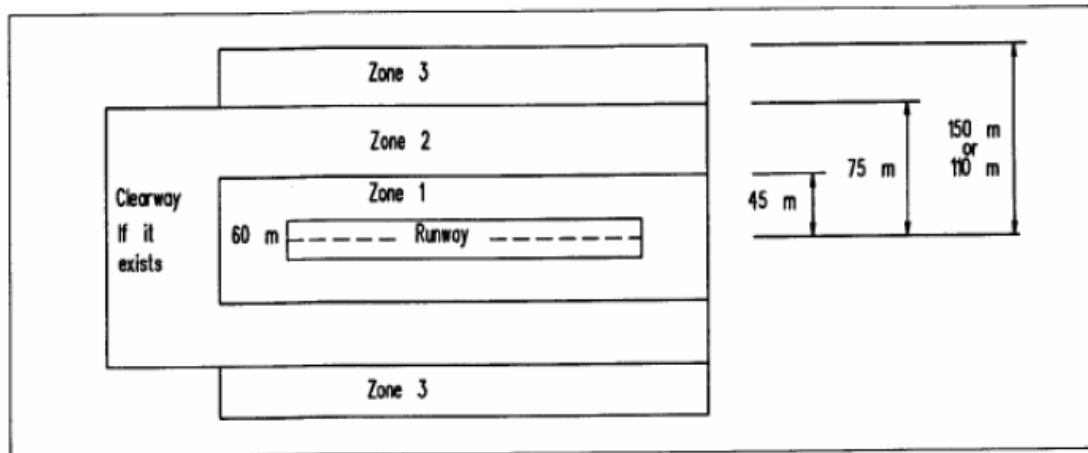 Zone 3
Zone 2
Zone 1
Clearway
If it
exists
60 m
Runway
Zone 3
45 m
75 m
150 m
or
110 m